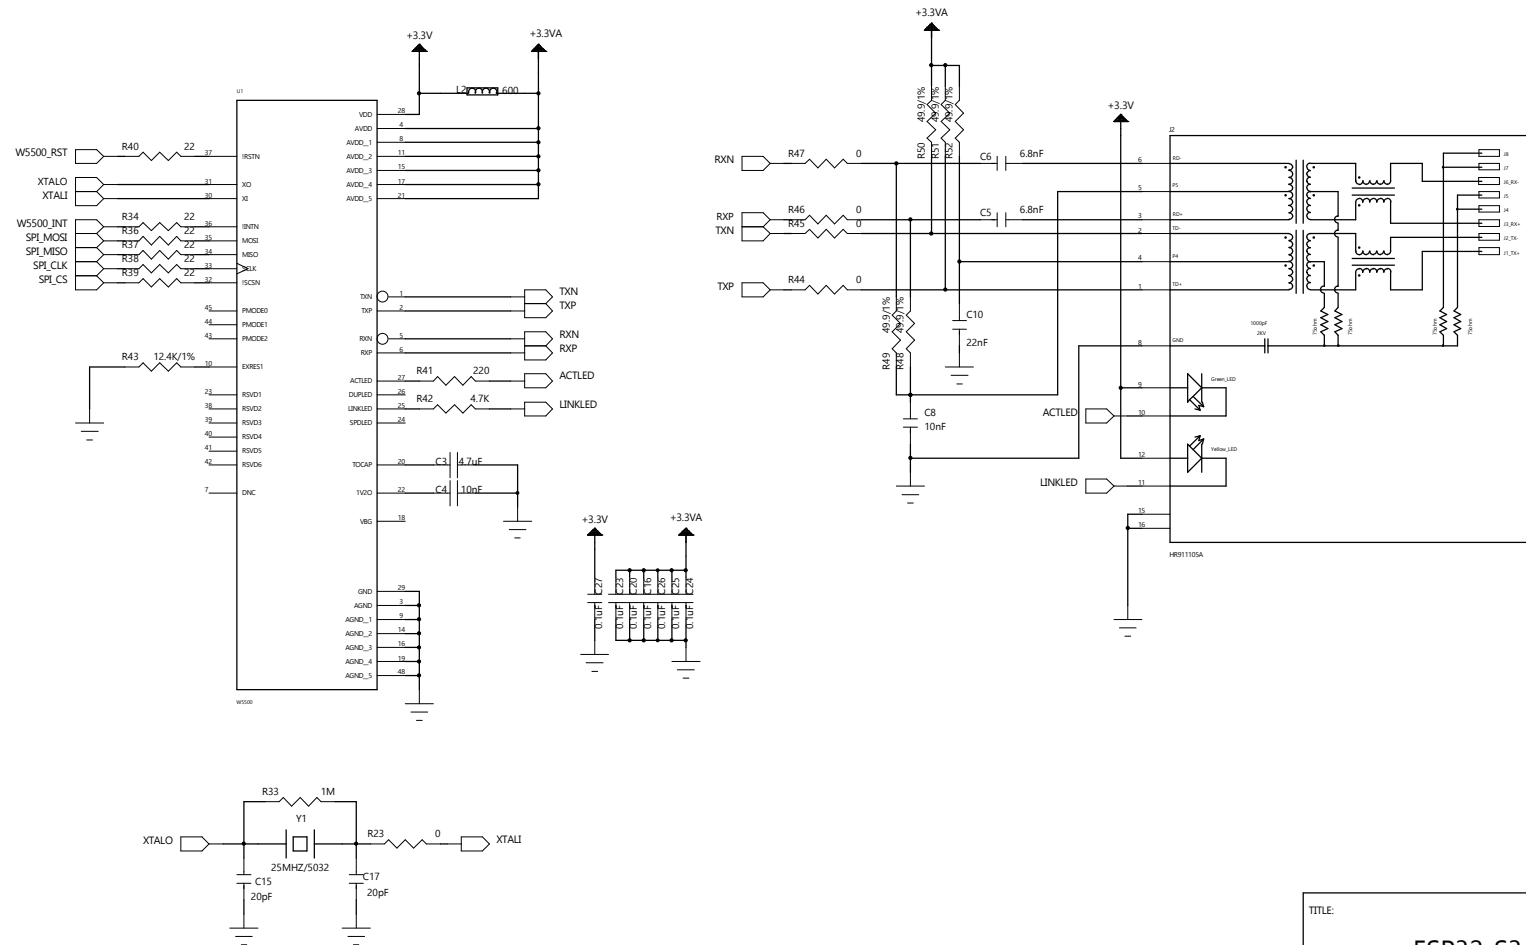 +3.3V
+3.3VA
L2
600
U1
VDD 28
AVDD 4
AVDD_1 8
AVDD_2 11
AVDD_3 15
AVDD_4 17
AVDD_5 21
W5500_RST R40 22 37 !RSTN
XTALO 31 XO
XTALI 30 XI
W5500_INT R34 22 36 !INTN
SPI_MOSI R36 22 35 MOSI
SPI_MISO R37 22 34 MISO
SPI_CLK R38 22 33 SCLK
SPI_CS R39 22 32 !SCSN
45 PMODE0
44 PMODE1
43 PMODE2
R43 12.4K/1% 10 EXRES1
23 RSVD1
38 RSVD2
39 RSVD3
40 RSVD4
41 RSVD5
42 RSVD6
7 DNC
TXN 1 TXN
TXP 2 TXP
RXN 5 RXN
RXP 6 RXP
ACTLED 27 R41 220 ACTLED
DUPLED 26
LINKLED 25 R42 4.7K LINKLED
SPDLED 24
TOCAP 20 C3 4.7uF
1V2O 22 C4 10nF
VBG 18
GND 29
AGND 3
AGND_1 9
AGND_2 14
AGND_3 16
AGND_4 19
AGND_5 48
W5500
+3.3V
+3.3VA
C27 0.1uF
C23 0.1uF
C20 0.1uF
C16 0.1uF
C26 0.1uF
C25 0.1uF
C24 0.1uF
R33 1M
Y1
XTALO
25MHZ/5032
R23 0
XTALI
C15
20pF
C17
20pF
+3.3VA
R50 49.9/1%
R51 49.9/1%
R52 49.9/1%
RXN R47 0
C6 6.8nF
RXP R46 0
C5 6.8nF
TXN R45 0
TXP R44 0
R49 49.9/1%
R48 49.9/1%
C10
22nF
C8
10nF
+3.3V
J2
6 RD-
5 P5
3 RD+
2 TD-
4 P4
1 TD+
8 GND
9
ACTLED 10
12
LINKLED 11
15
16
HR911105A
1000pF
2KV
75ohm
75ohm
75ohm
75ohm
Green_LED
Yellow_LED
J8
J7
J6_RX-
J5
J4
J3_RX+
J2_TX-
J1_TX+
TITLE: